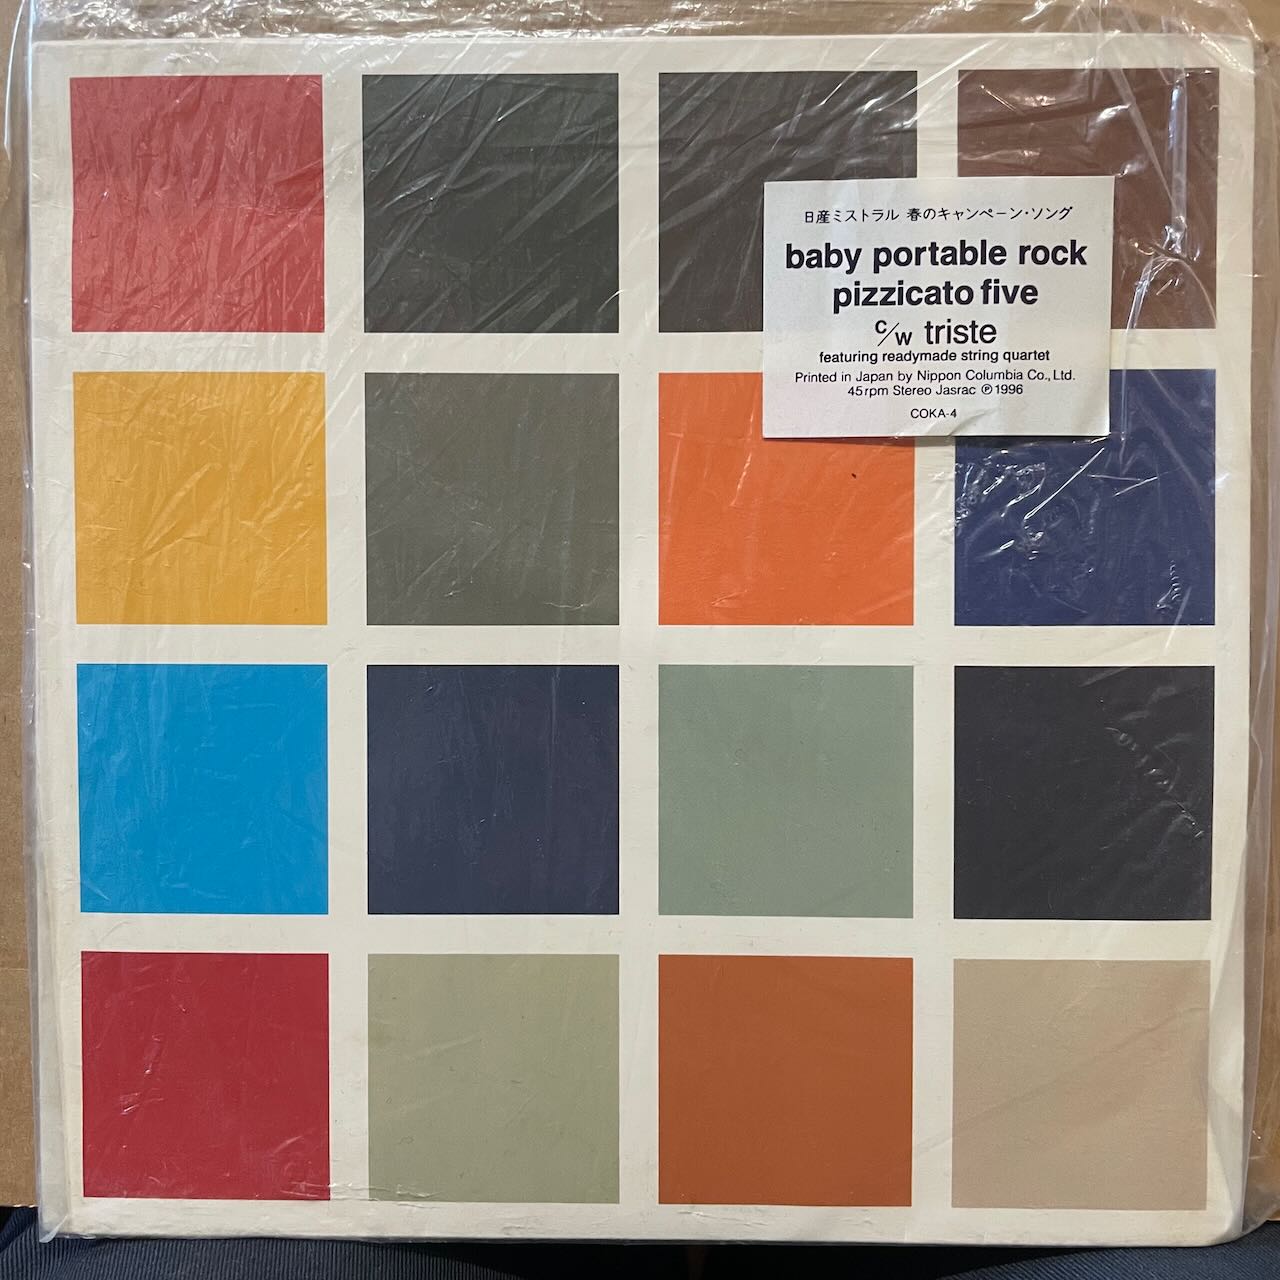 日産ミストラル 春のキャンペーン・ソング
baby portable rock
pizzicato five
c/w triste
featuring readymade string quartet
Printed in Japan by Nippon Columbia Co., Ltd.
45rpm Stereo Jasrac ℗1996
COKA-4